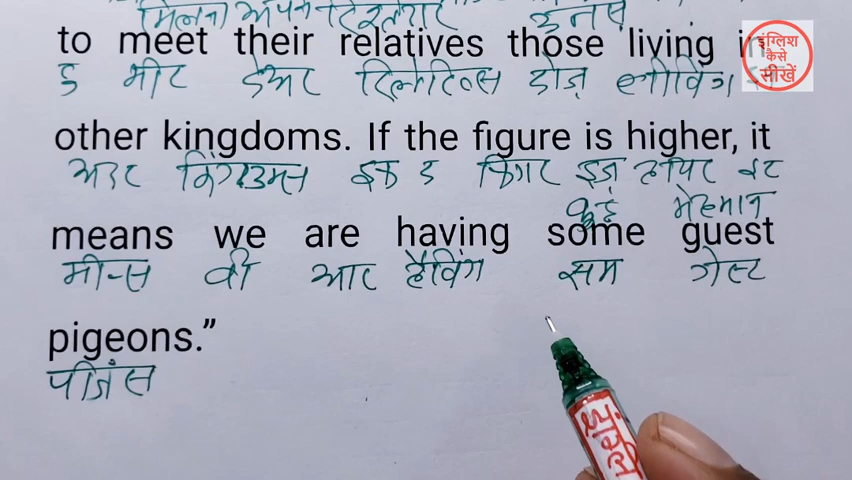 मिलना अपने रिश्तेदार
to meet their relatives those living in
टु मीट देअर रिलेटिव्स दोज़ लीविंग
इंग्लिश
कैसे
सीखें
other kingdoms. If the figure is higher, it
अदर किंगडम्स इफ द फिगर इज़ हायर इट
कुछ मेहमान
means we are having some guest
मीन्स वी आर हैविंग सम गेस्ट
pigeons.”
पीजंस